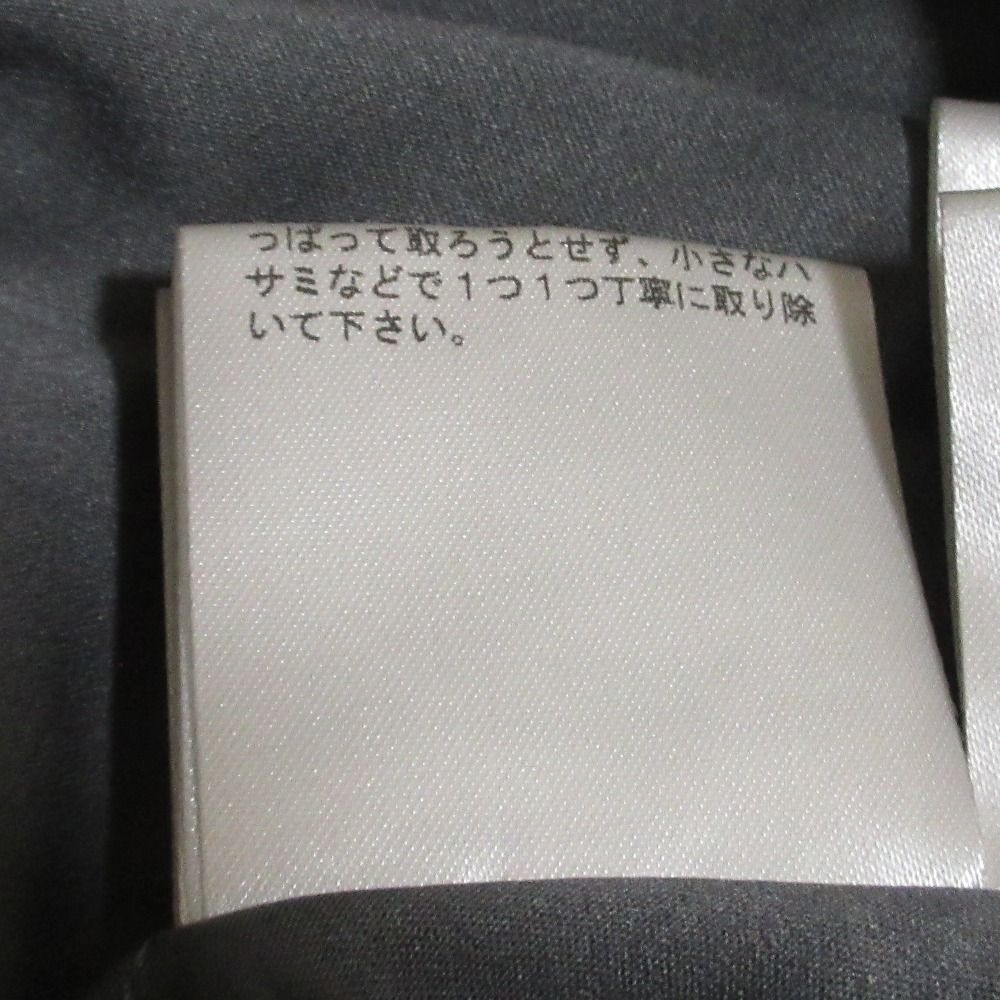 っぱって取ろうとせず、小さなハ
サミなどで１つ１つ丁寧に取り除
いて下さい。